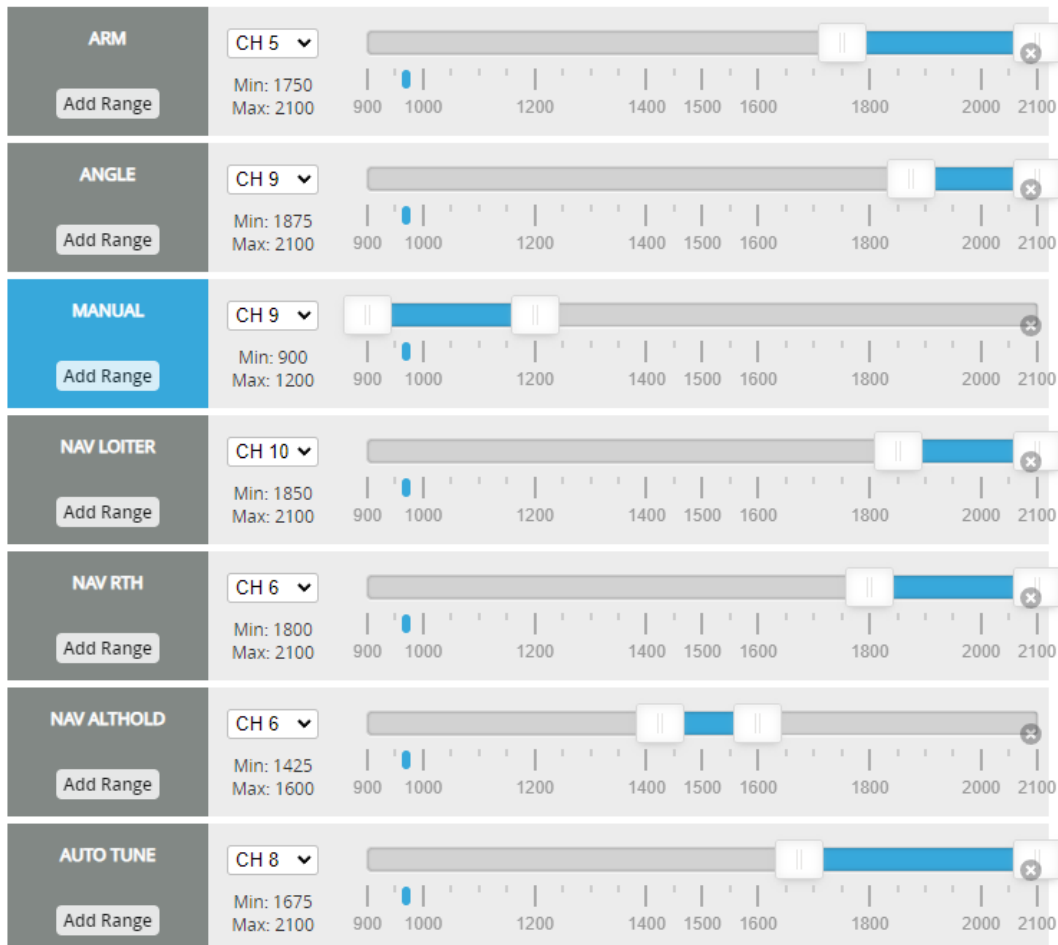 ARM
CH 5
Min: 1750
Max: 2100
Add Range
900 1000 1200 1400 1500 1600 1800 2000 2100
ANGLE
CH 9
Min: 1875
Max: 2100
Add Range
900 1000 1200 1400 1500 1600 1800 2000 2100
MANUAL
CH 9
Min: 900
Max: 1200
Add Range
900 1000 1200 1400 1500 1600 1800 2000 2100
NAV LOITER
CH 10
Min: 1850
Max: 2100
Add Range
900 1000 1200 1400 1500 1600 1800 2000 2100
NAV RTH
CH 6
Min: 1800
Max: 2100
Add Range
900 1000 1200 1400 1500 1600 1800 2000 2100
NAV ALTHOLD
CH 6
Min: 1425
Max: 1600
Add Range
900 1000 1200 1400 1500 1600 1800 2000 2100
AUTO TUNE
CH 8
Min: 1675
Max: 2100
Add Range
900 1000 1200 1400 1500 1600 1800 2000 2100